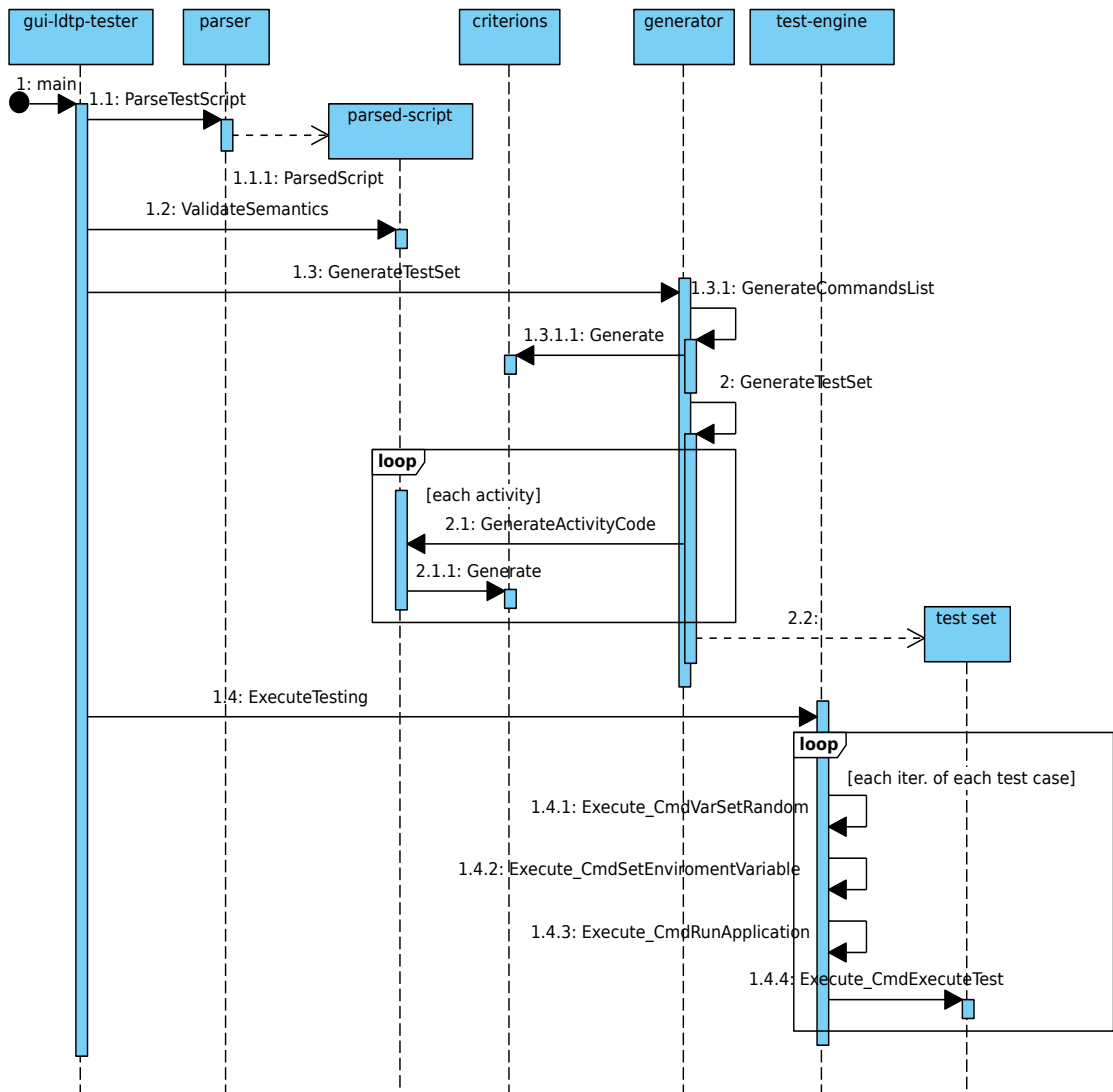 gui-ldtp-tester
parser
criterions
generator
test-engine
1: main
1.1: ParseTestScript
parsed-script
1.1.1: ParsedScript
1.2: ValidateSemantics
1.3: GenerateTestSet
1.3.1: GenerateCommandsList
1.3.1.1: Generate
2: GenerateTestSet
loop
[each activity]
2.1: GenerateActivityCode
2.1.1: Generate
2.2:
test set
1.4: ExecuteTesting
loop
[each iter. of each test case]
1.4.1: Execute_CmdVarSetRandom
1.4.2: Execute_CmdSetEnviromentVariable
1.4.3: Execute_CmdRunApplication
1.4.4: Execute_CmdExecuteTest